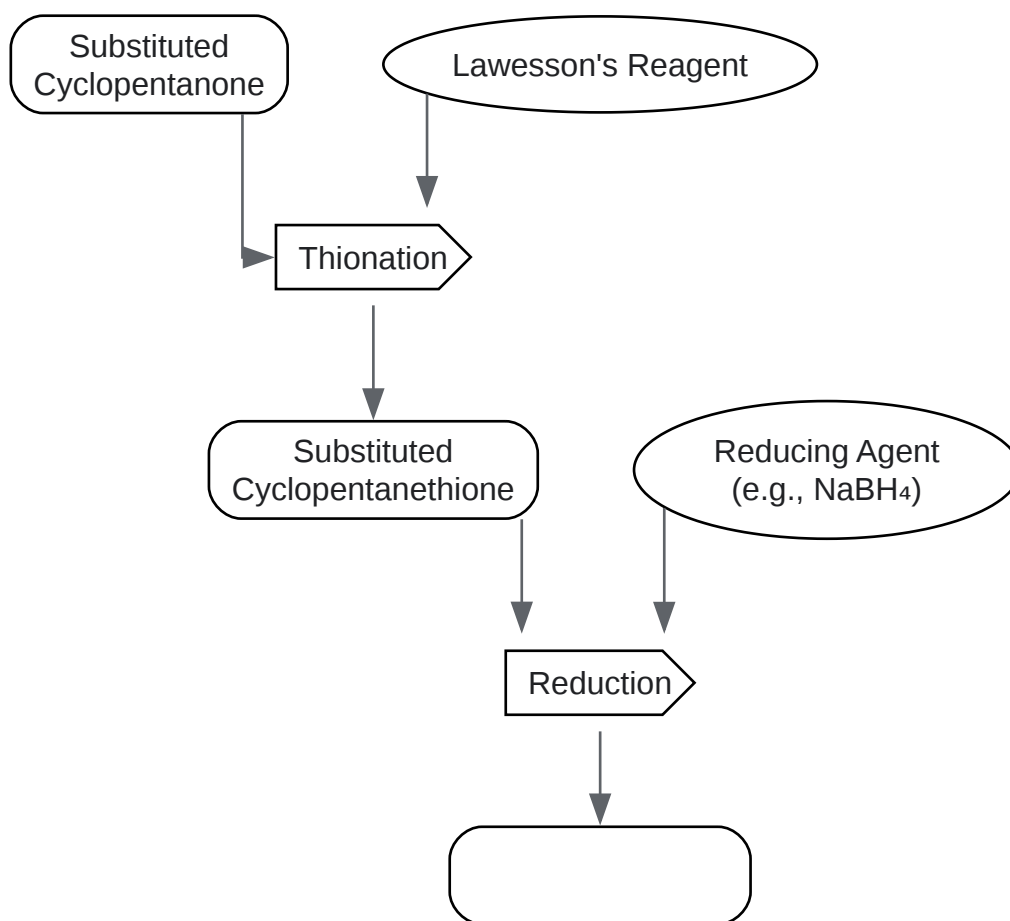 Substituted
Cyclopentanone
Lawesson's Reagent
Thionation
Substituted
Cyclopentanethione
Reducing Agent
(e.g., NaBH₄)
Reduction